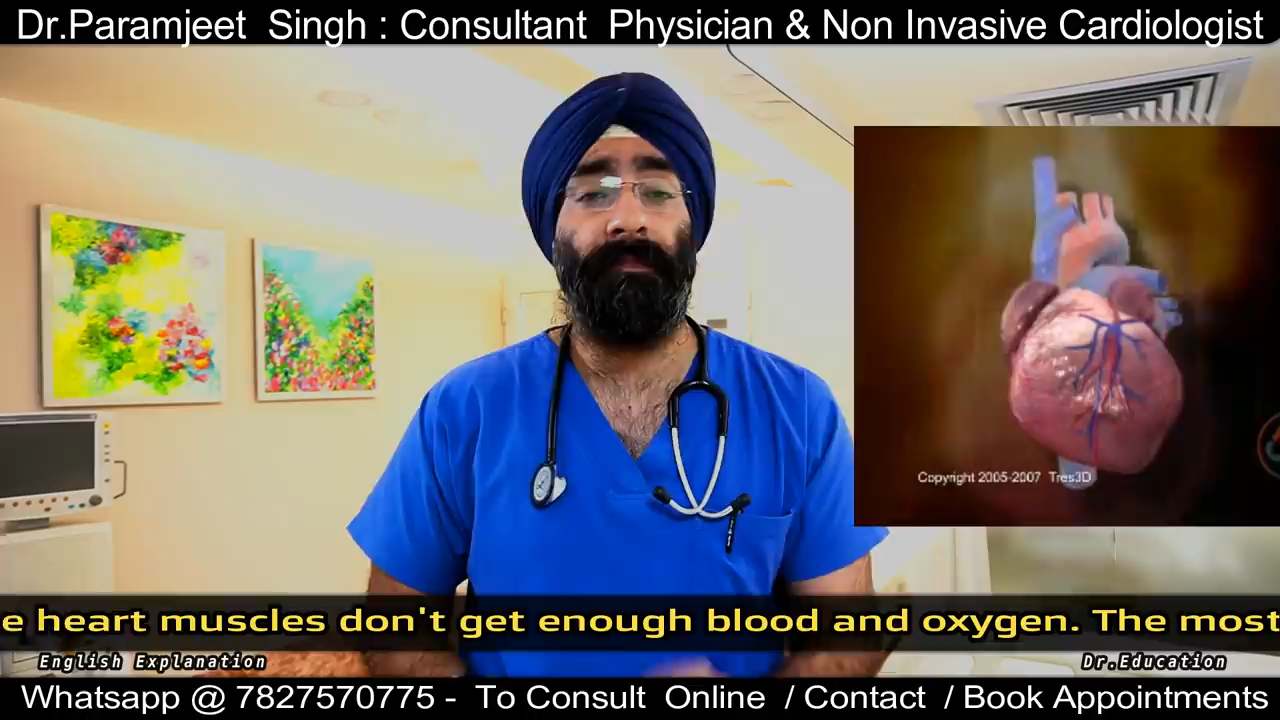 Dr.Paramjeet Singh : Consultant Physician & Non Invasive Cardiologist
Copyright 2005-2007 Tres3D
e heart muscles don't get enough blood and oxygen. The most
English Explanation
Dr.Education
Whatsapp @ 7827570775 - To Consult Online / Contact / Book Appointments